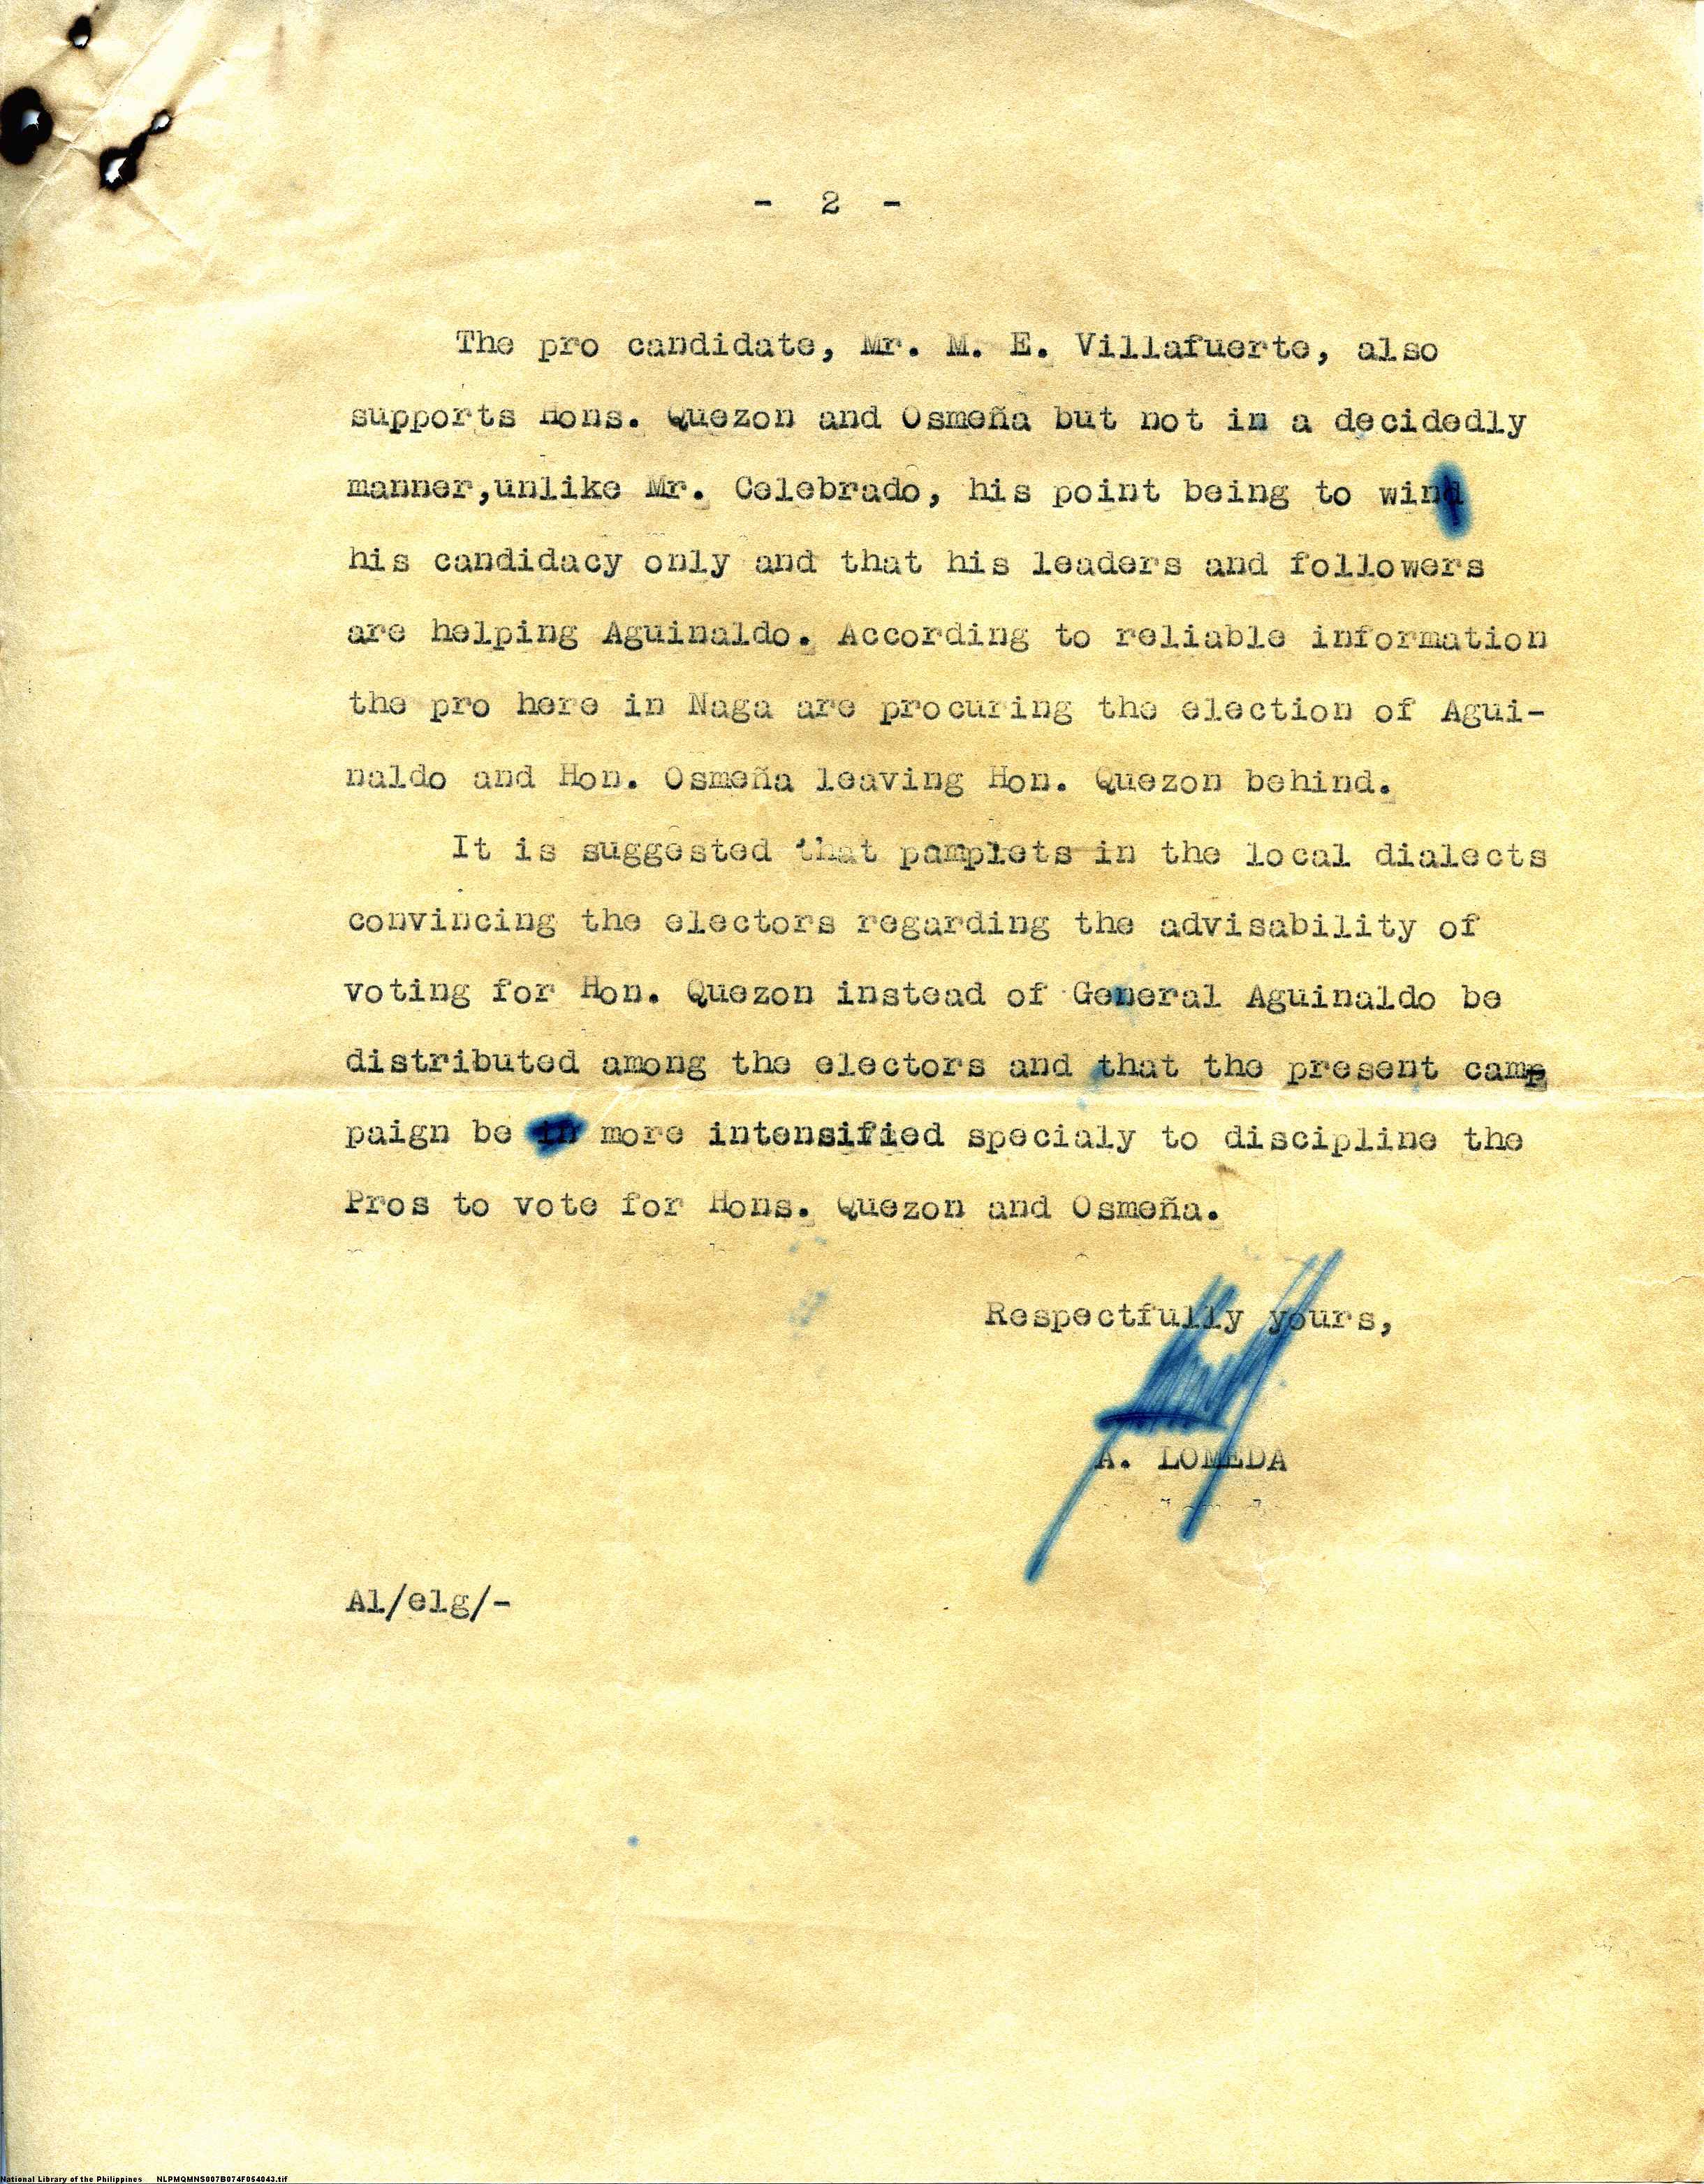 - 2 -
The pro candidate, Mr. M. E. Villafuerte, also
supports Hons. Quezon and Osmeña but not in a decidedly
manner,unlike Mr. Celebrado, his point being to win
his candidacy only and that his leaders and followers
are helping Aguinaldo. According to reliable information
the pro here in Naga are procuring the election of Agui-
naldo and Hon. Osmeña leaving Hon. Quezon behind.
It is suggested that pamplets in the local dialects
convincing the electors regarding the advisability of
voting for Hon. Quezon instead of General Aguinaldo be
distributed among the electors and that the present cam
paign be more intensified specialy to discipline the
Pros to vote for Hons. Quezon and Osmeña.
Respectfully yours,
A. LOMEDA
Al/elg/-
National Library of the Philippines NLPMQMNS007B074F054043.tif